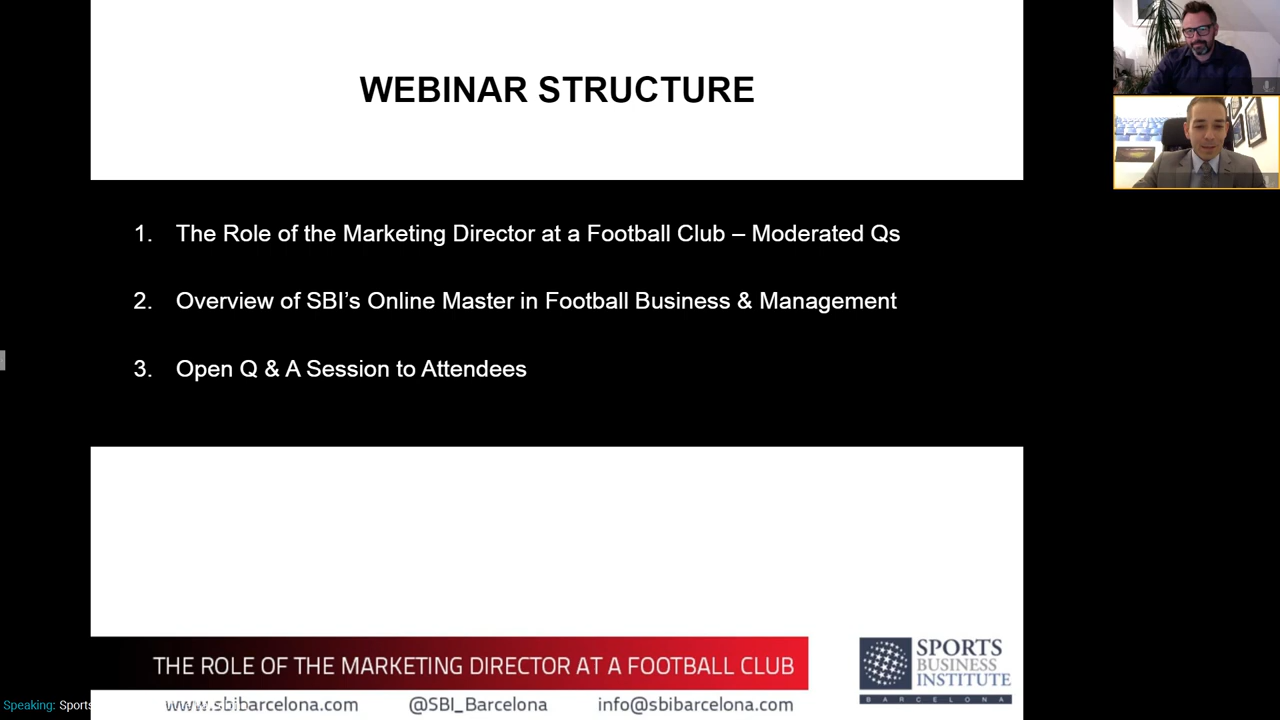 WEBINAR STRUCTURE
1. The Role of the Marketing Director at a Football Club – Moderated Qs
2. Overview of SBI's Online Master in Football Business & Management
3. Open Q & A Session to Attendees
THE ROLE OF THE MARKETING DIRECTOR AT A FOOTBALL CLUB
SPORTS
BUSINESS
INSTITUTE
BARCELONA
www.sbibarcelona.com @SBI_Barcelona info@sbibarcelona.com
Speaking: Sports